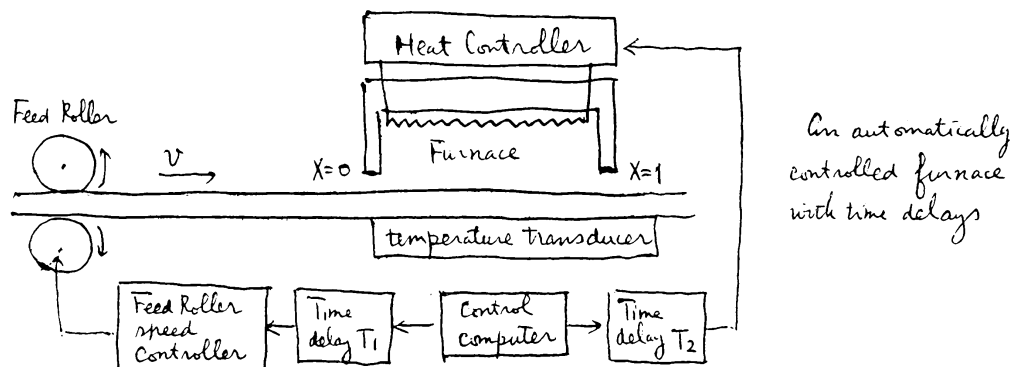 Heat Controller
Feed Roller
v
Furnace
X=0
X=1
temperature transducer
An automatically
controlled furnace
with time delays
Feed Roller
speed
Controller
Time
delay T1
Control
computer
Time
delay T2